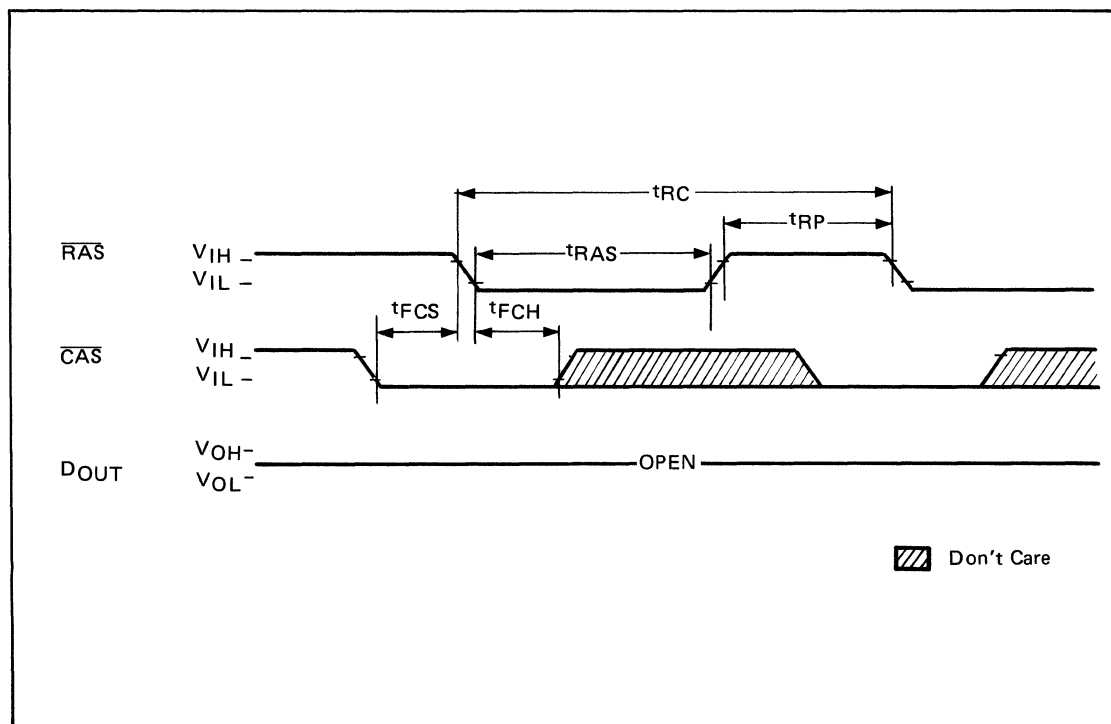 tRC
tRP
RAS VIH
tRAS
VIL
tFCS tFCH
CAS VIH
VIL
VOH
DOUT OPEN
VOL
Don't Care